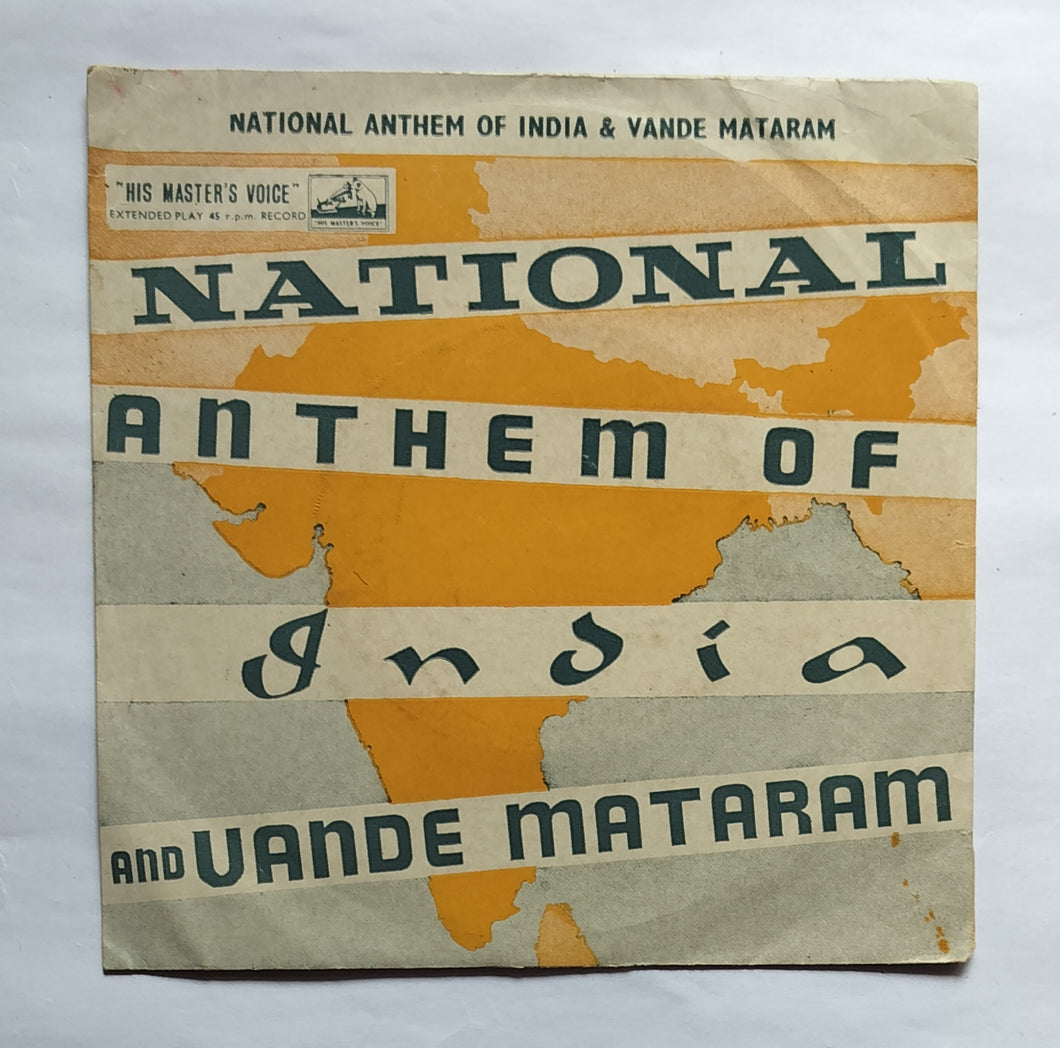 NATIONAL ANTHEM OF INDIA & VANDE MATARAM
"HIS MASTER'S VOICE"
EXTENDED PLAY 45 r.p.m. RECORD
"HIS MASTER'S VOICE"
NATIONAL
ANTHEM OF
India
AND VANDE MATARAM